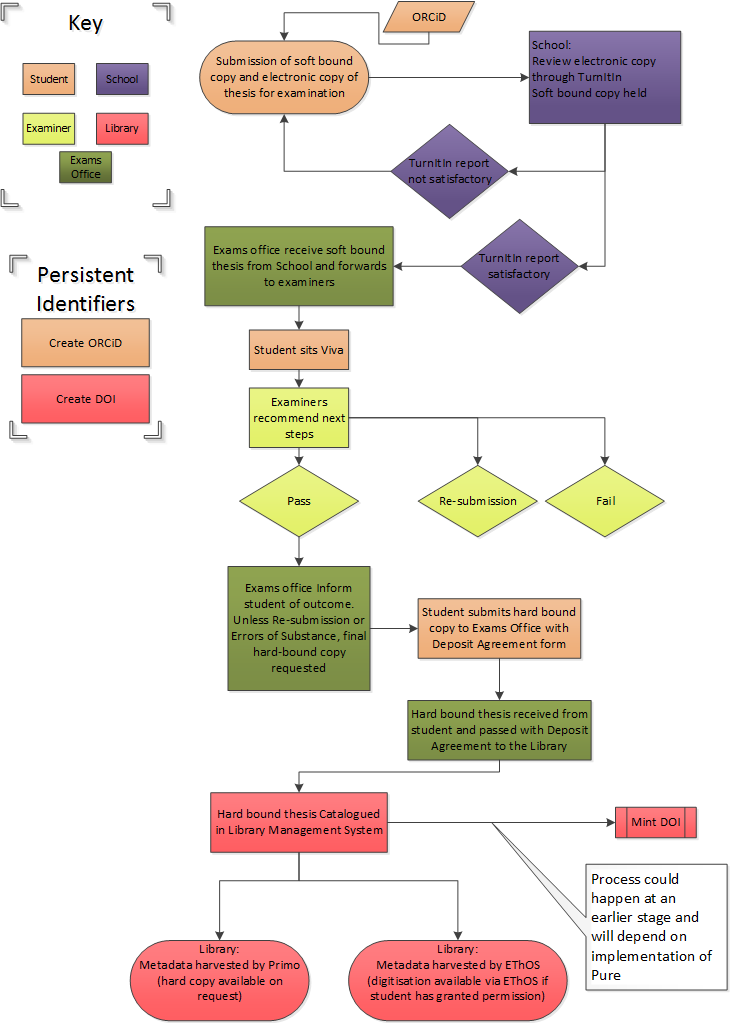 Key
Student
School
Examiner
Library
Exams
Office
Persistent
Identifiers
Create ORCiD
Create DOI
ORCiD
Submission of soft bound
copy and electronic copy of
thesis for examination
School:
Review electronic copy
through TurnItIn
Soft bound copy held
TurnItIn report
not satisfactory
TurnItIn report
satisfactory
Exams office receive soft bound
thesis from School and forwards
to examiners
Student sits Viva
Examiners
recommend next
steps
Pass
Re-submission
Fail
Exams office Inform
student of outcome.
Unless Re-submission or
Errors of Substance, final
hard-bound copy
requested
Student submits hard bound
copy to Exams Office with
Deposit Agreement form
Hard bound thesis received from
student and passed with Deposit
Agreement to the Library
Hard bound thesis Catalogued
in Library Management System
Mint DOI
Process could
happen at an
earlier stage and
will depend on
implementation of
Pure
Library:
Metadata harvested by Primo
(hard copy available on
request)
Library:
Metadata harvested by EThOS
(digitisation available via EThOS if
student has granted permission)